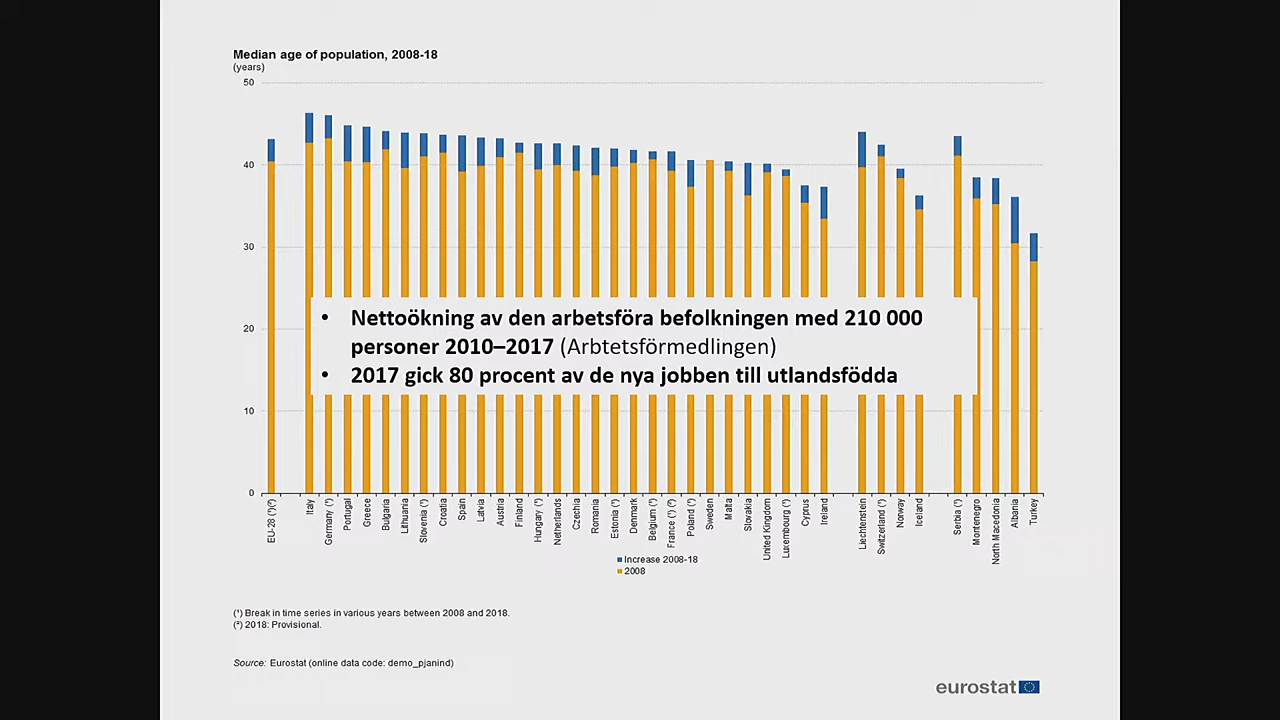 Median age of population, 2008-18
(years)
50
40
30
20
10
0
• Nettoökning av den arbetsföra befolkningen med 210 000
personer 2010–2017 (Arbtetsförmedlingen)
• 2017 gick 80 procent av de nya jobben till utlandsfödda
EU-28 (¹)(²)
Italy
Germany (¹)
Portugal
Greece
Bulgaria
Lithuania
Slovenia (¹)
Croatia
Spain
Latvia
Austria
Finland
Hungary (¹)
Netherlands
Czechia
Romania
Estonia (¹)
Denmark
Belgium (¹)
France (¹) (²)
Poland (¹)
Sweden
Malta
Slovakia
United Kingdom
Luxembourg (¹)
Cyprus
Ireland
Liechtenstein
Switzerland (¹)
Norway
Iceland
Serbia (¹)
Montenegro
North Macedonia
Albania
Turkey
Increase 2008-18
2008
(¹) Break in time series in various years between 2008 and 2018.
(²) 2018: Provisional.
Source: Eurostat (online data code: demo_pjanind)
eurostat